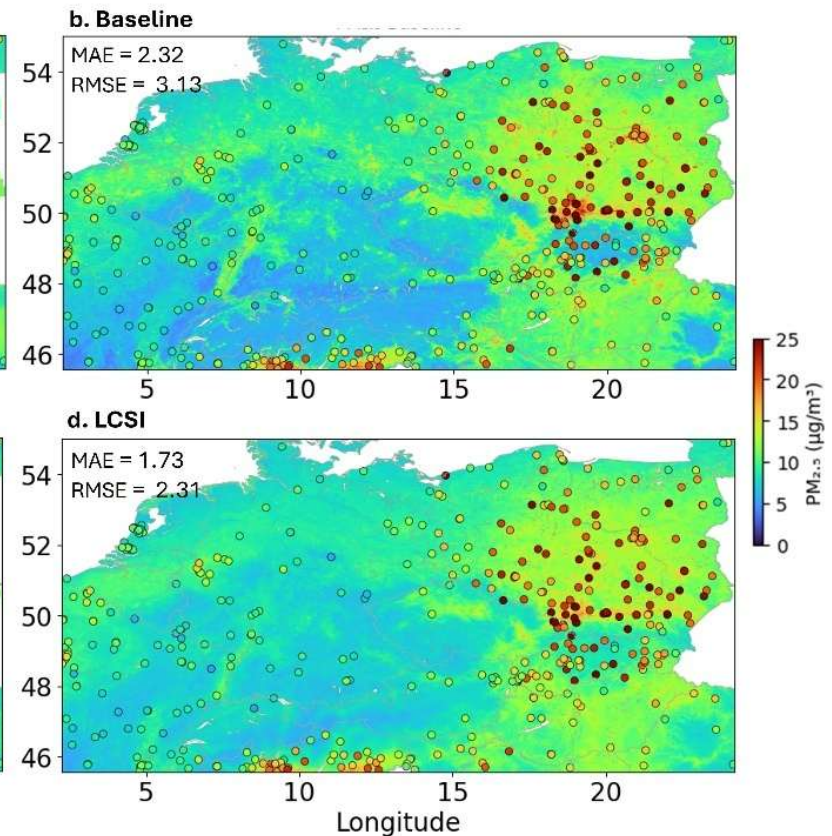 b. Baseline
MAE = 2.32
RMSE = 3.13
54
52
50
48
46
5 10 15 20
25
20
15
10
5
0
PM₂.₅ (μg/m³)
d. LCSI
MAE = 1.73
RMSE = 2.31
54
52
50
48
46
5 10 15 20
Longitude